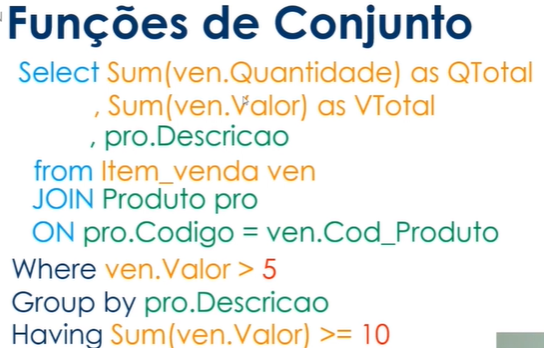 Funções de Conjunto
Select Sum(ven.Quantidade) as QTotal
, Sum(ven.Valor) as VTotal
, pro.Descricao
from Item_venda ven
JOIN Produto pro
ON pro.Codigo = ven.Cod_Produto
Where ven.Valor > 5
Group by pro.Descricao
Having Sum(ven.Valor) >= 10